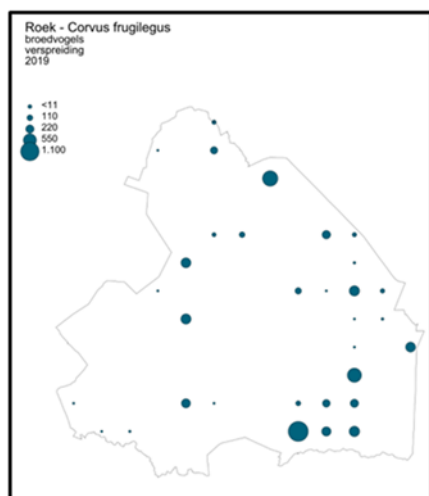 Roek - Corvus frugilegus
broedvogels
verspreiding
2019
<11
110
220
550
1.100